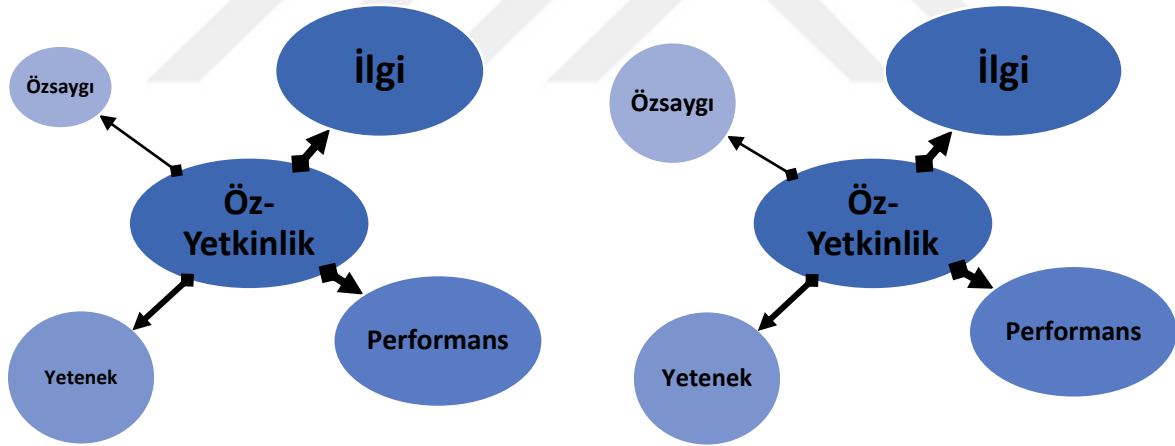 Özsaygı
İlgi
Öz-
Yetkinlik
Yetenek
Performans
Özsaygı
İlgi
Öz-
Yetkinlik
Yetenek
Performans